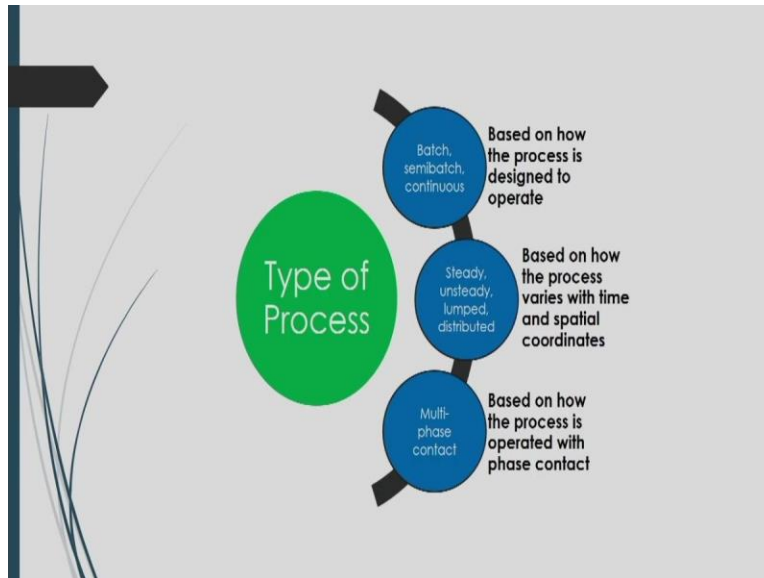 Type of
Process
Batch,
semibatch,
continuous
Based on how
the process is
designed to
operate
Steady,
unsteady,
lumped,
distributed
Based on how
the process
varies with time
and spatial
coordinates
Multi-
phase
contact
Based on how
the process is
operated with
phase contact